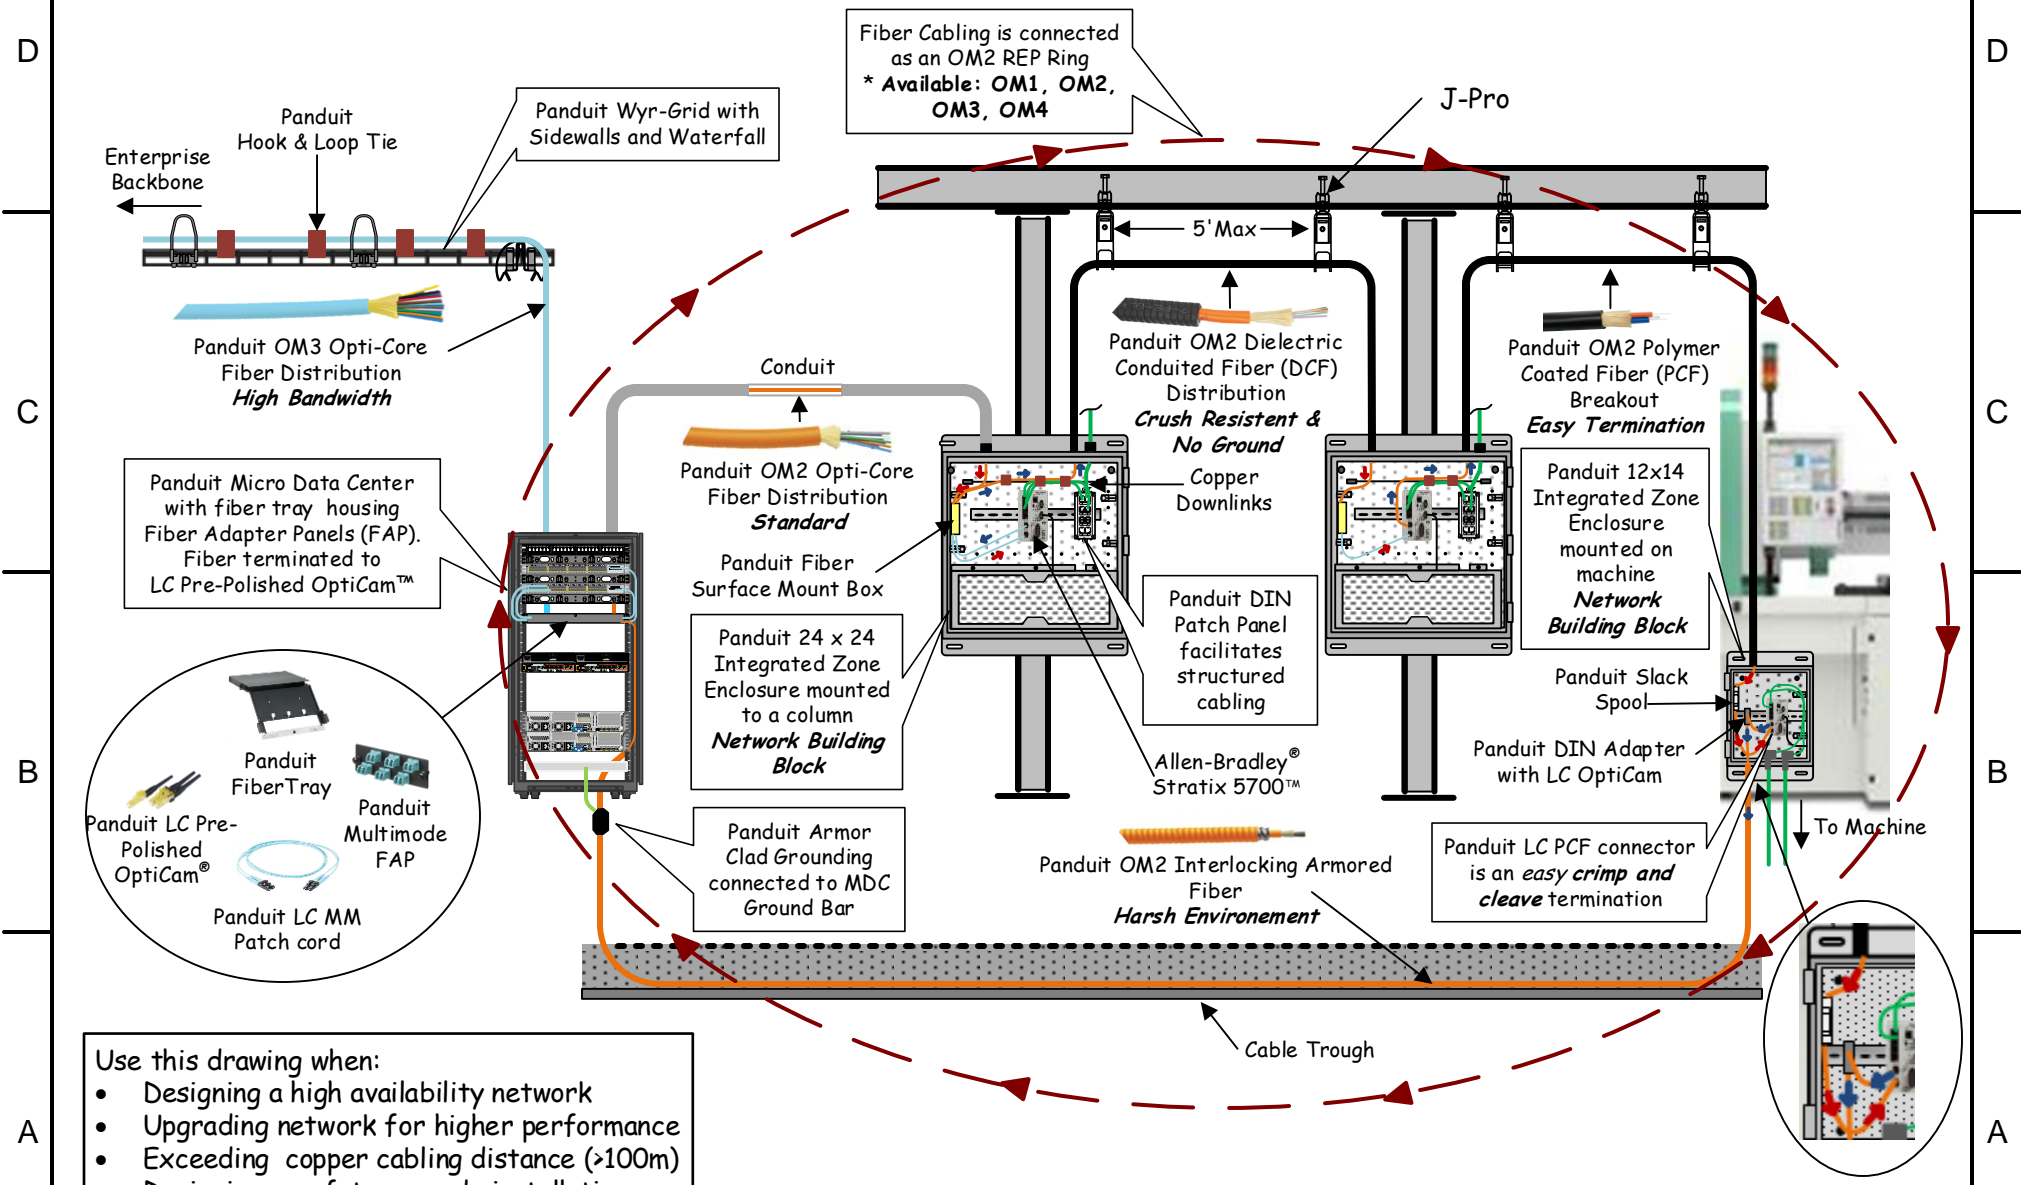 D
D
C
C
B
B
A
A
Fiber Cabling is connected
as an OM2 REP Ring
* Available: OM1, OM2,
OM3, OM4
J-Pro
Panduit
Hook & Loop Tie
Panduit Wyr-Grid with
Sidewalls and Waterfall
Enterprise
Backbone
5'Max
Panduit OM3 Opti-Core
Fiber Distribution
High Bandwidth
Conduit
Panduit OM2 Opti-Core
Fiber Distribution
Standard
Panduit OM2 Dielectric
Conduited Fiber (DCF)
Distribution
Crush Resistent &
No Ground
Panduit OM2 Polymer
Coated Fiber (PCF)
Breakout
Easy Termination
Copper
Downlinks
Panduit Micro Data Center
with fiber tray housing
Fiber Adapter Panels (FAP).
Fiber terminated to
LC Pre-Polished OptiCam™
Panduit Fiber
Surface Mount Box
Panduit 12x14
Integrated Zone
Enclosure
mounted on
machine
Network
Building Block
Panduit 24 x 24
Integrated Zone
Enclosure mounted
to a column
Network Building
Block
Panduit DIN
Patch Panel
facilitates
structured
cabling
Panduit Slack
Spool
Panduit DIN Adapter
with LC OptiCam
Allen-Bradley®
Stratix 5700™
Panduit
FiberTray
Panduit
Multimode
FAP
Panduit LC Pre-
Polished
OptiCam®
Panduit LC MM
Patch cord
Panduit Armor
Clad Grounding
connected to MDC
Ground Bar
Panduit OM2 Interlocking Armored
Fiber
Harsh Environement
Panduit LC PCF connector
is an easy crimp and
cleave termination
To Machine
Cable Trough
Use this drawing when:
• Designing a high availability network
• Upgrading network for higher performance
• Exceeding copper cabling distance (>100m)